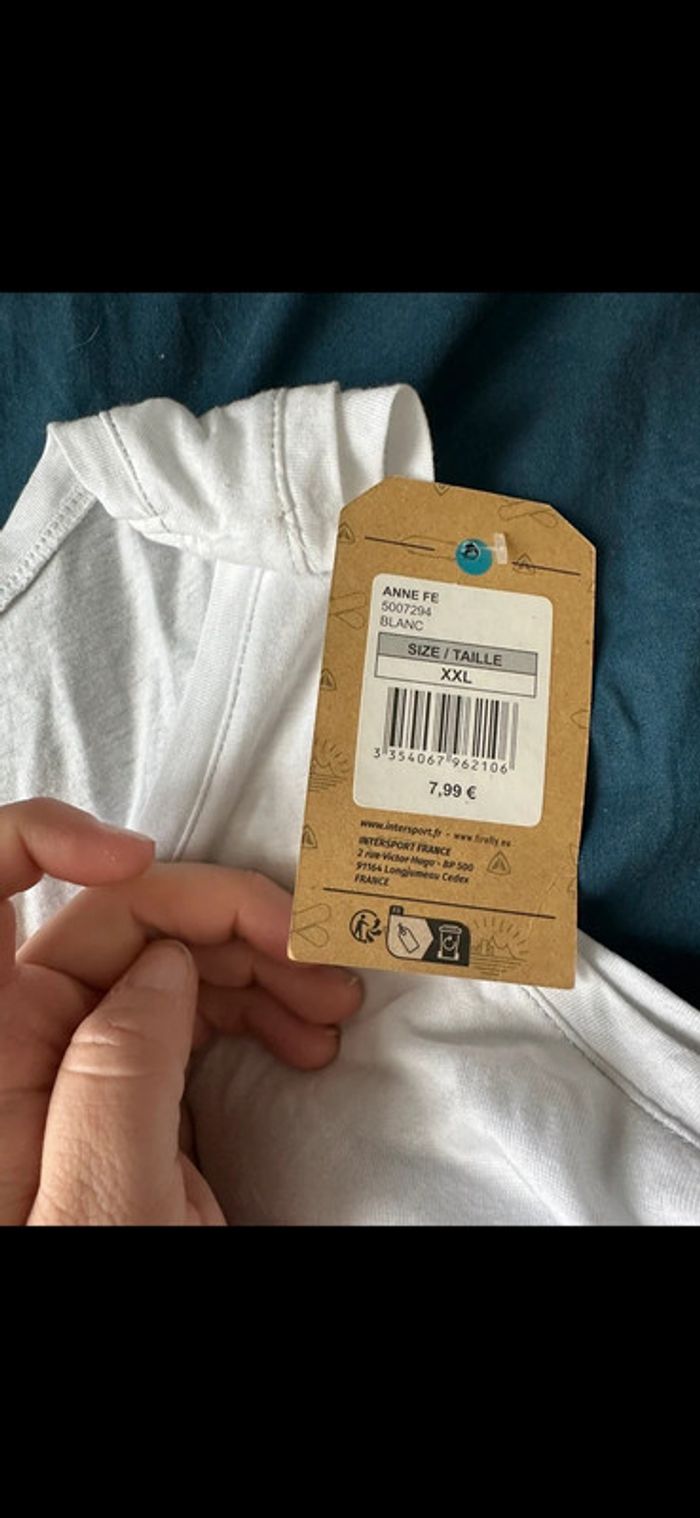 ANNE FE
5007294
BLANC
SIZE / TAILLE
XXL
3 354067 962106
7,99 €
www.intersport.fr - www.firefly.eu
INTERSPORT FRANCE
2 rue Victor Hugo - BP 500
91164 Longjumeau Cedex
FRANCE
FR